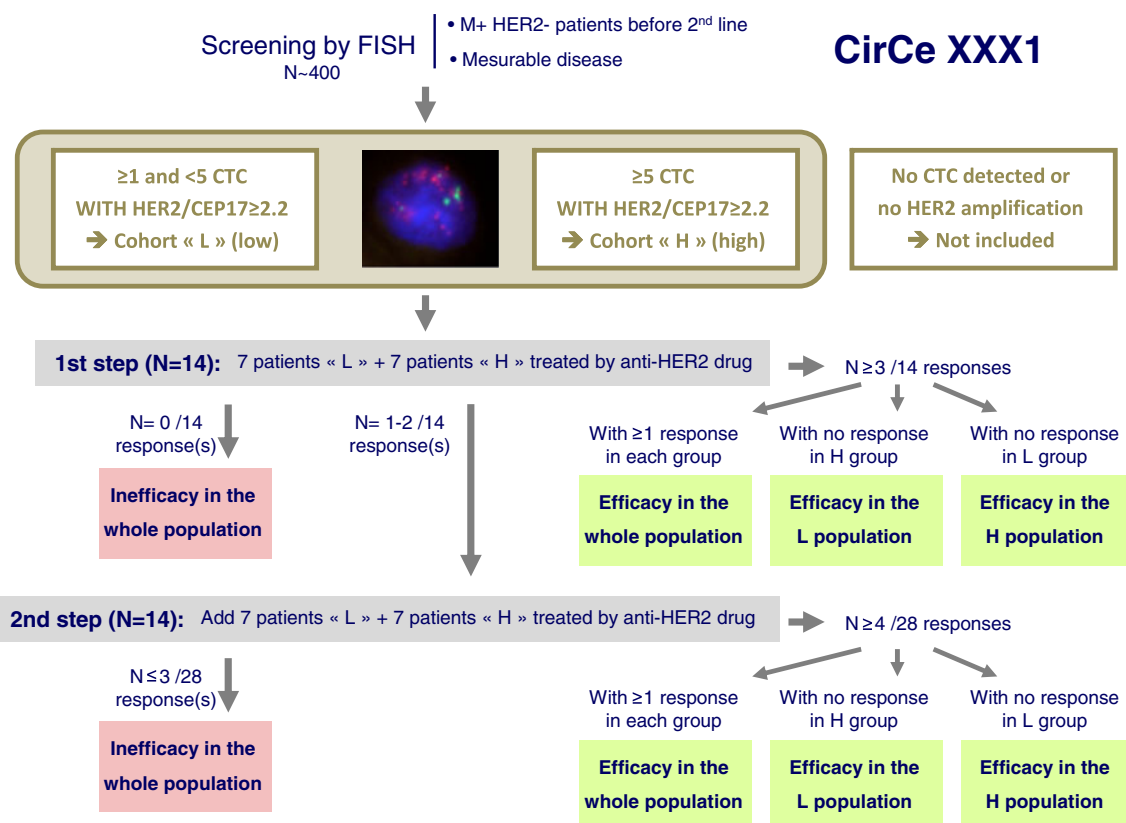 Screening by FISH
N~400
• M+ HER2- patients before 2nd line
• Mesurable disease
CirCe XXX1
≥1 and <5 CTC
WITH HER2/CEP17≥2.2
➔ Cohort « L » (low)
≥5 CTC
WITH HER2/CEP17≥2.2
➔ Cohort « H » (high)
No CTC detected or
no HER2 amplification
➔ Not included
1st step (N=14): 7 patients « L » + 7 patients « H » treated by anti-HER2 drug
N ≥3 /14 responses
N= 0 /14
response(s)
N= 1-2 /14
response(s)
With ≥1 response
in each group
With no response
in H group
With no response
in L group
Inefficacy in the
whole population
Efficacy in the
whole population
Efficacy in the
L population
Efficacy in the
H population
2nd step (N=14): Add 7 patients « L » + 7 patients « H » treated by anti-HER2 drug
N ≥4 /28 responses
N ≤3 /28
response(s)
With ≥1 response
in each group
With no response
in H group
With no response
in L group
Inefficacy in the
whole population
Efficacy in the
whole population
Efficacy in the
L population
Efficacy in the
H population